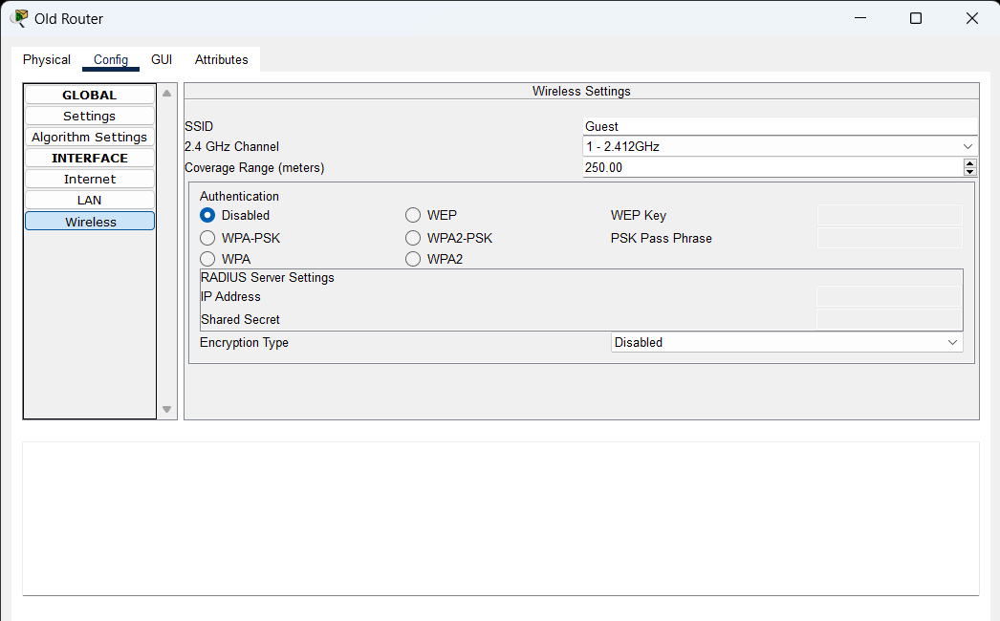 Old Router
Physical Config GUI Attributes
GLOBAL
Settings
Algorithm Settings
INTERFACE
Internet
LAN
Wireless
Wireless Settings
SSID Guest
2.4 GHz Channel 1 - 2.412GHz
Coverage Range (meters) 250.00
Authentication
Disabled WEP WEP Key
WPA-PSK WPA2-PSK PSK Pass Phrase
WPA WPA2
RADIUS Server Settings
IP Address
Shared Secret
Encryption Type Disabled